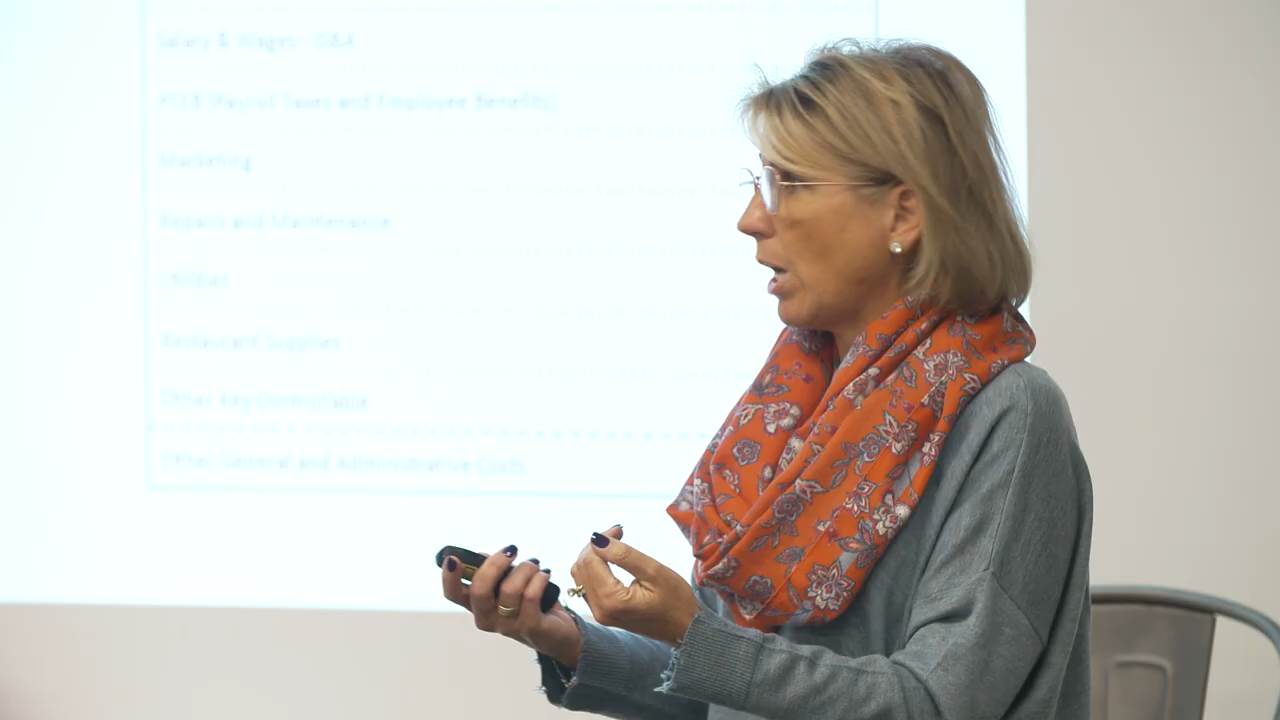 Salary & Wages - G&A
PTEB (Payroll Taxes and Employee Benefits)
Marketing
Repairs and Maintenance
Utilities
Restaurant Supplies
Other Key Controllable
Other General and Administrative Costs